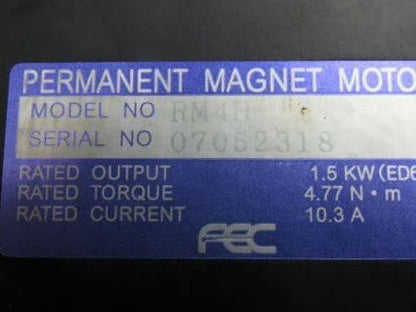 PERMANENT MAGNET MOTO
MODEL NO RM4H
SERIAL NO 07052318
RATED OUTPUT 1.5 KW(ED6
RATED TORQUE 4.77 N・m
RATED CURRENT 10.3 A
FEC